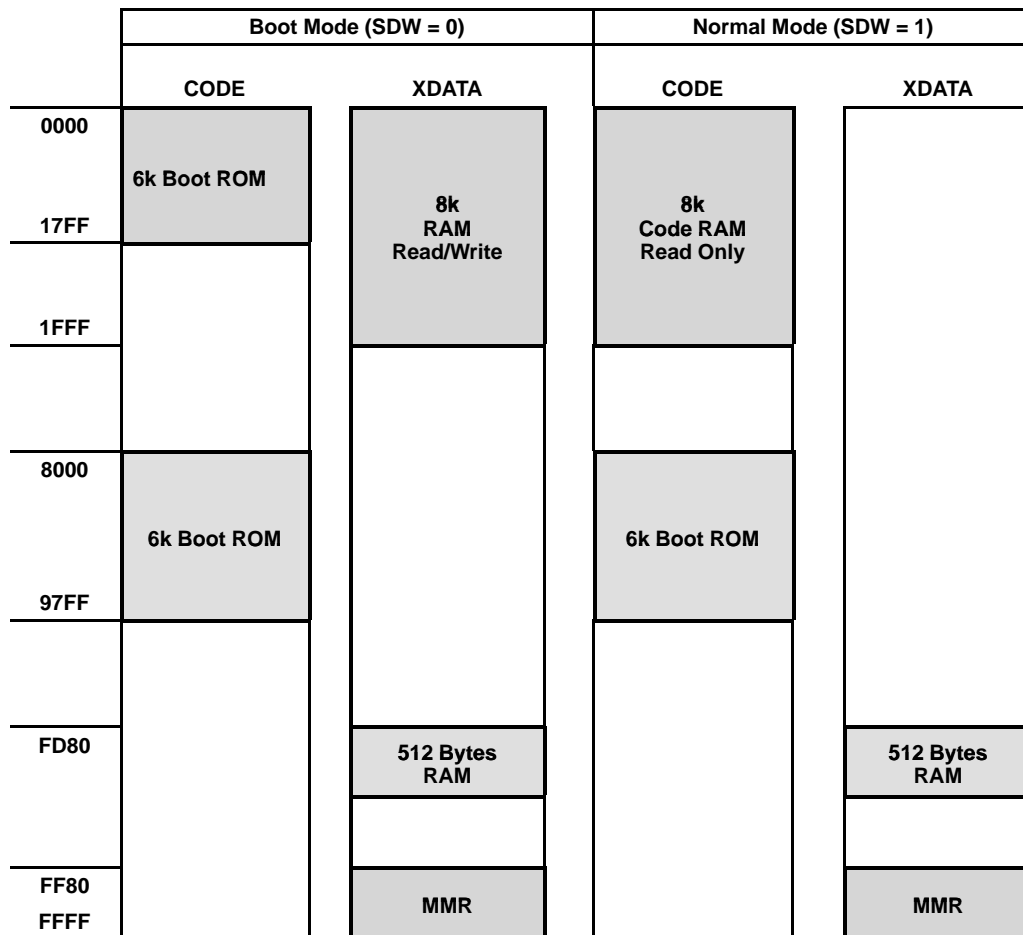 Boot Mode (SDW = 0)
Normal Mode (SDW = 1)
CODE
XDATA
CODE
XDATA
0000
6k Boot ROM
17FF
8k
RAM
Read/Write
8k
Code RAM
Read Only
1FFF
8000
6k Boot ROM
6k Boot ROM
97FF
FD80
512 Bytes
RAM
512 Bytes
RAM
FF80
MMR
MMR
FFFF